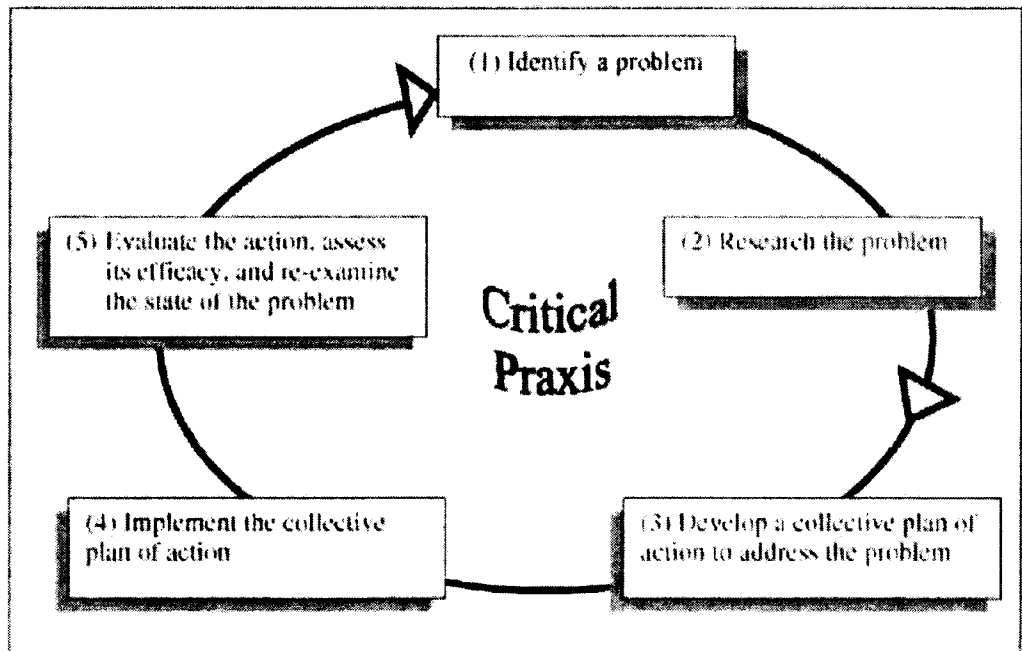 (1) Identify a problem
(2) Research the problem
(3) Develop a collective plan of
action to address the problem
(4) Implement the collective
plan of action
(5) Evaluate the action, assess
its efficacy, and re-examine
the state of the problem
Critical
Praxis